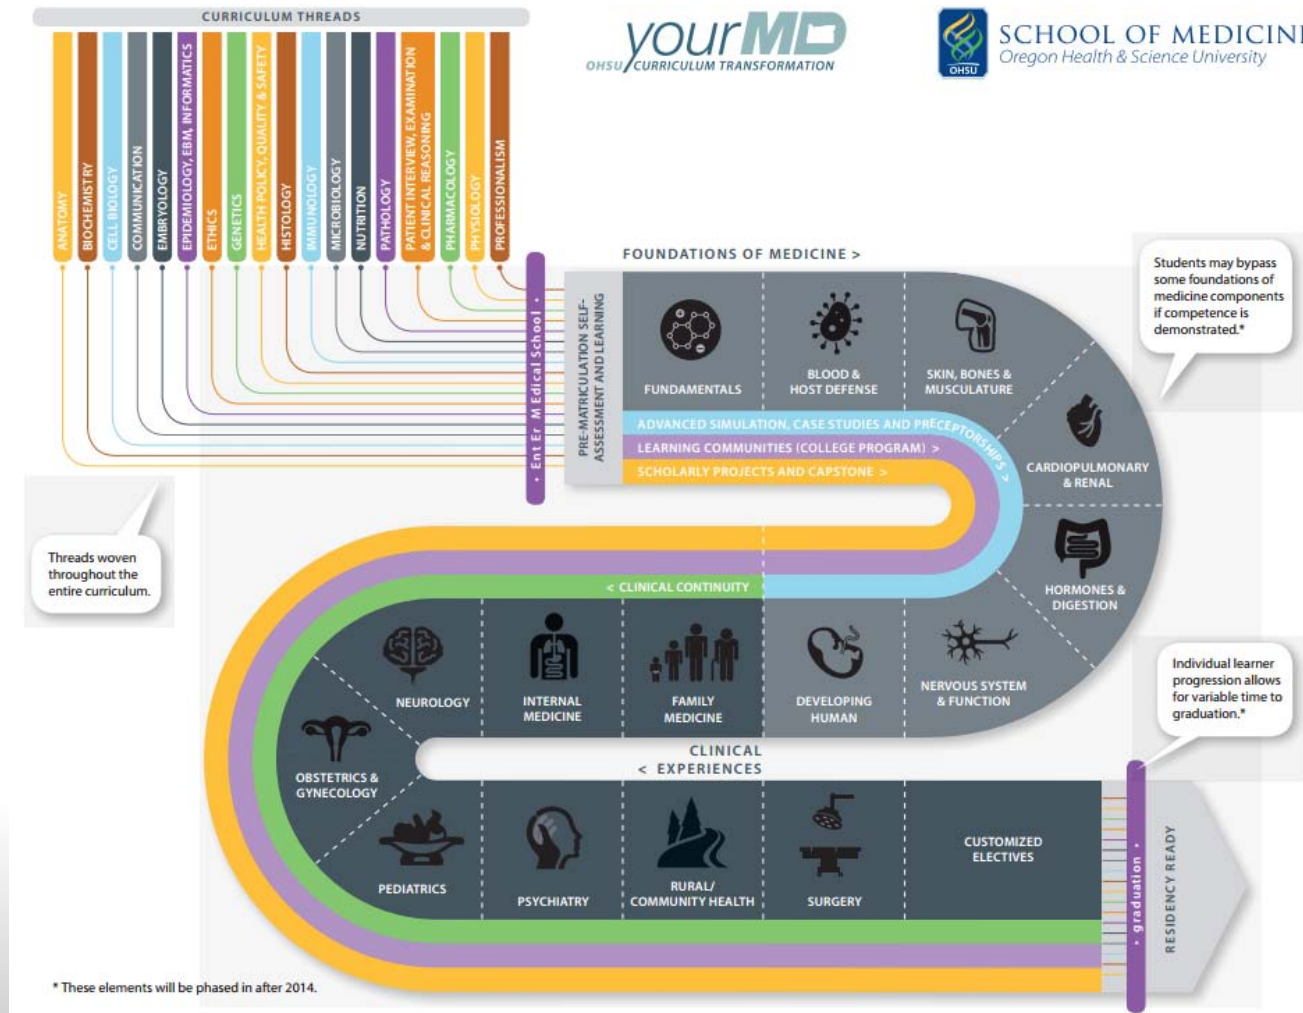 CURRICULUM THREADS
ANATOMY
BIOCHEMISTRY
CELL BIOLOGY
COMMUNICATION
EMBRYOLOGY
EPIDEMIOLOGY, EBM, INFORMATICS
ETHICS
GENETICS
HEALTH POLICY, QUALITY & SAFETY
HISTOLOGY
IMMUNOLOGY
MICROBIOLOGY
NUTRITION
PATHOLOGY
PATIENT INTERVIEW, EXAMINATION
& CLINICAL REASONING
PHARMACOLOGY
PHYSIOLOGY
PROFESSIONALISM
yourMD
OHSU CURRICULUM TRANSFORMATION
OHSU
SCHOOL OF MEDICINE
Oregon Health & Science University
• EntEr MEdical School •
PRE-MATRICULATION SELF-
ASSESSMENT AND LEARNING
FOUNDATIONS OF MEDICINE >
FUNDAMENTALS
BLOOD &
HOST DEFENSE
SKIN, BONES &
MUSCULATURE
CARDIOPULMONARY
& RENAL
HORMONES &
DIGESTION
NERVOUS SYSTEM
& FUNCTION
DEVELOPING
HUMAN
ADVANCED SIMULATION, CASE STUDIES AND PRECEPTORSHIPS >
LEARNING COMMUNITIES (COLLEGE PROGRAM) >
SCHOLARLY PROJECTS AND CAPSTONE >
Students may bypass
some foundations of
medicine components
if competence is
demonstrated.*
Threads woven
throughout the
entire curriculum.
< CLINICAL CONTINUITY
FAMILY
MEDICINE
INTERNAL
MEDICINE
NEUROLOGY
OBSTETRICS &
GYNECOLOGY
PEDIATRICS
PSYCHIATRY
RURAL/
COMMUNITY HEALTH
SURGERY
CUSTOMIZED
ELECTIVES
CLINICAL
< EXPERIENCES
Individual learner
progression allows
for variable time to
graduation.*
• graduation •
RESIDENCY READY
* These elements will be phased in after 2014.